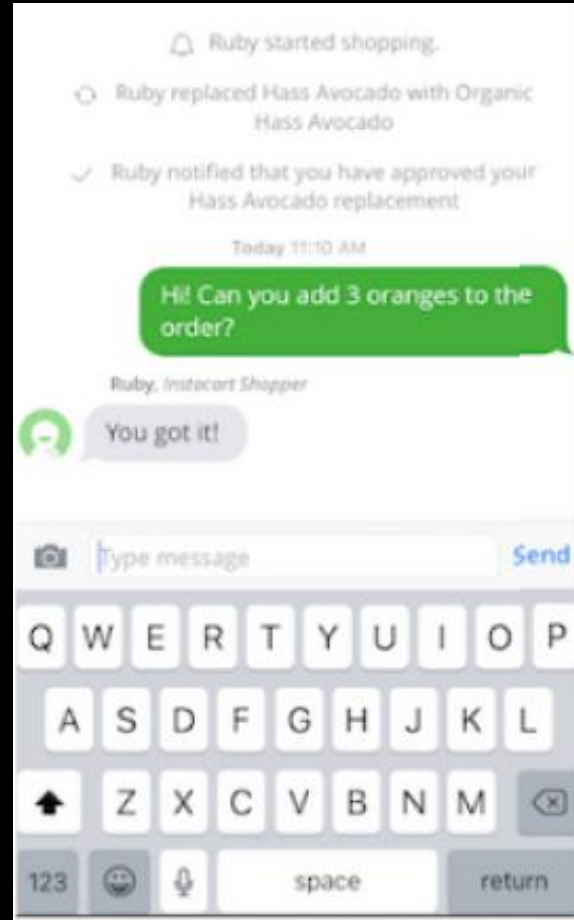 Ruby started shopping.
Ruby replaced Hass Avocado with Organic
Hass Avocado
Ruby notified that you have approved your
Hass Avocado replacement
Today 11:10 AM
Hi! Can you add 3 oranges to the
order?
Ruby, Instacart Shopper
You got it!
Type message Send
Q W E R T Y U I O P
A S D F G H J K L
Z X C V B N M
123 space return